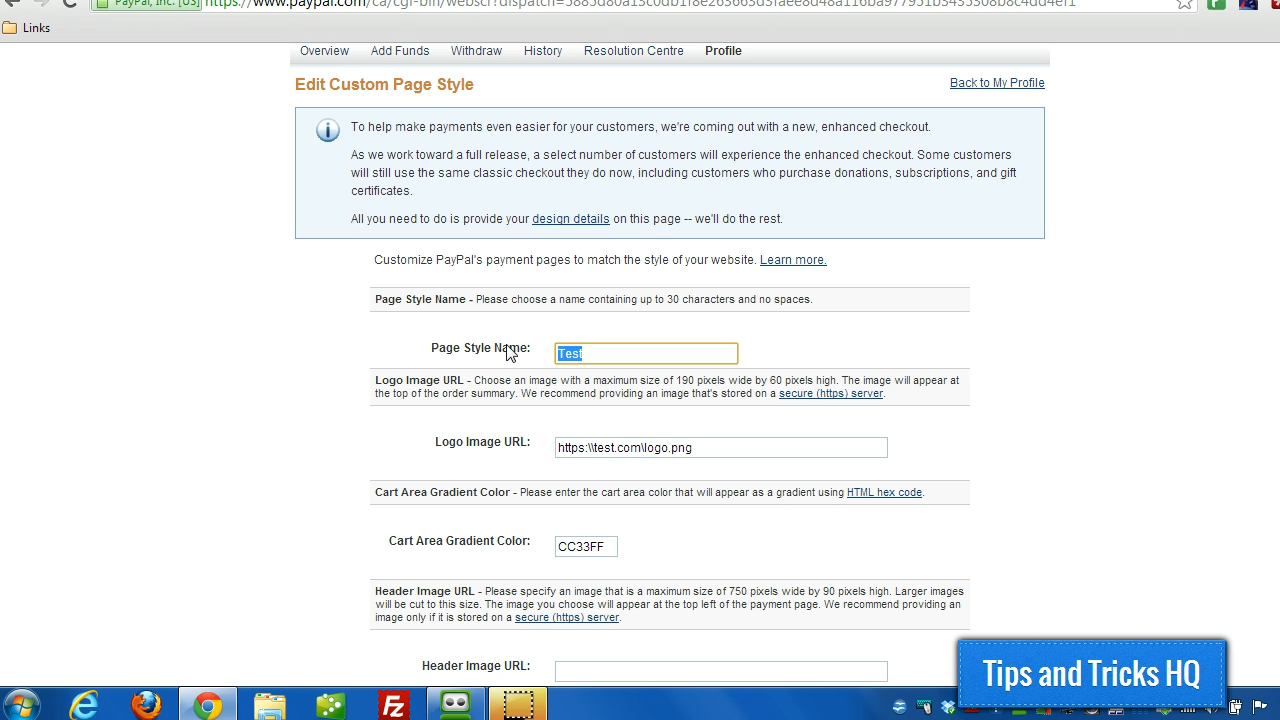 PayPal, Inc. [US] https://www.paypal.com/ca/cgi-bin/webscr?dispatch=
Links
Overview Add Funds Withdraw History Resolution Centre Profile
Edit Custom Page Style Back to My Profile
To help make payments even easier for your customers, we're coming out with a new, enhanced checkout.
As we work toward a full release, a select number of customers will experience the enhanced checkout. Some customers
will still use the same classic checkout they do now, including customers who purchase donations, subscriptions, and gift
certificates.
All you need to do is provide your design details on this page -- we'll do the rest.
Customize PayPal's payment pages to match the style of your website. Learn more.
Page Style Name - Please choose a name containing up to 30 characters and no spaces.
Page Style Name: Test
Logo Image URL - Choose an image with a maximum size of 190 pixels wide by 60 pixels high. The image will appear at
the top of the order summary. We recommend providing an image that's stored on a secure (https) server.
Logo Image URL: https:\\test.com\logo.png
Cart Area Gradient Color - Please enter the cart area color that will appear as a gradient using HTML hex code.
Cart Area Gradient Color: CC33FF
Header Image URL - Please specify an image that is a maximum size of 750 pixels wide by 90 pixels high. Larger images
will be cut to this size. The image you choose will appear at the top left of the payment page. We recommend providing an
image only if it is stored on a secure (https) server.
Header Image URL:
Tips and Tricks HQ
Fz